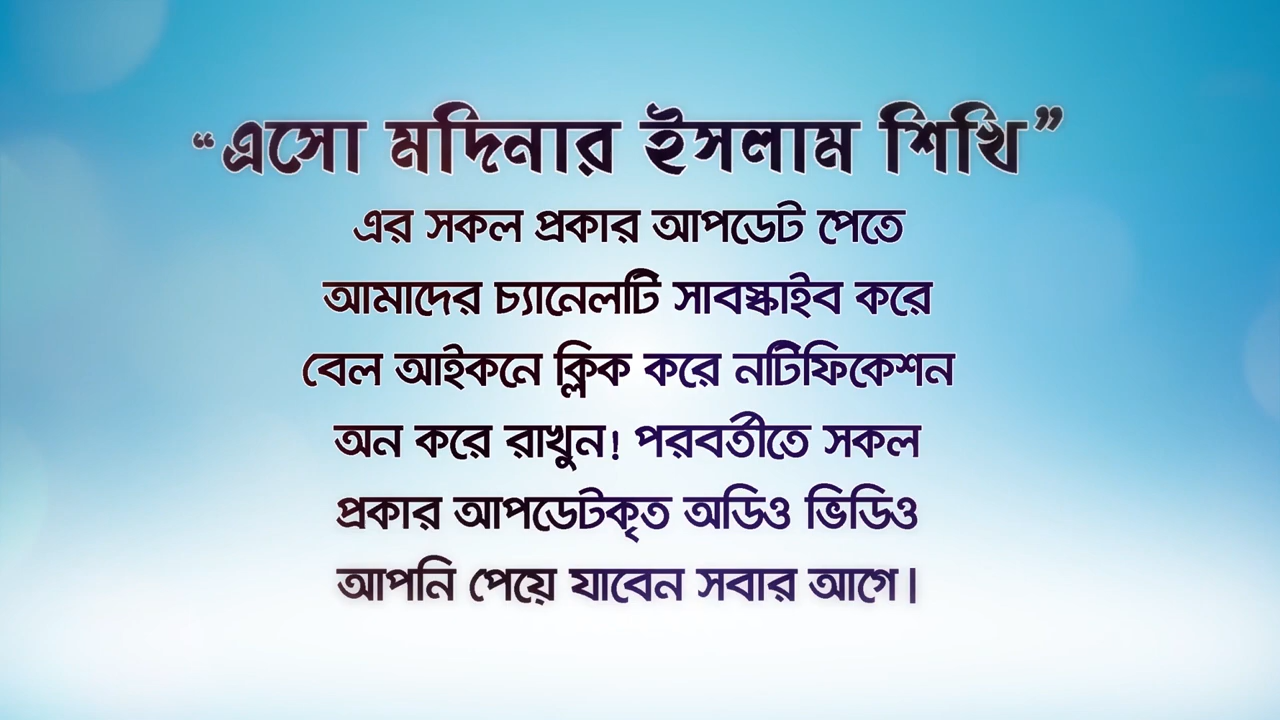 “এসো মদিনার ইসলাম শিখি”
এর সকল প্রকার আপডেট পেতে
আমাদের চ্যানেলটি সাবস্ক্রাইব করে
বেল আইকনে ক্লিক করে নটিফিকেশন
অন করে রাখুন! পরবর্তীতে সকল
প্রকার আপডেটকৃত অডিও ভিডিও
আপনি পেয়ে যাবেন সবার আগে।